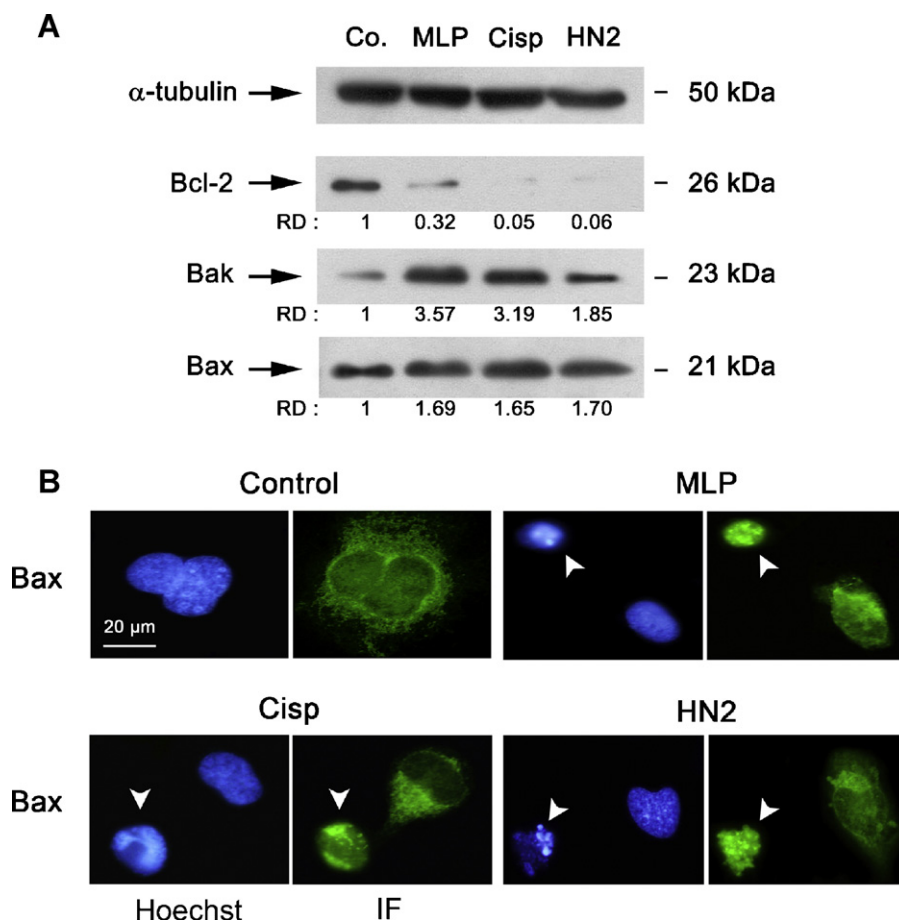 A
Co. MLP Cisp HN2
α-tubulin – 50 kDa
Bcl-2 – 26 kDa
RD : 1 0.32 0.05 0.06
Bak – 23 kDa
RD : 1 3.57 3.19 1.85
Bax – 21 kDa
RD : 1 1.69 1.65 1.70
B
Control MLP
Bax
20 µm
Cisp HN2
Bax
Hoechst IF